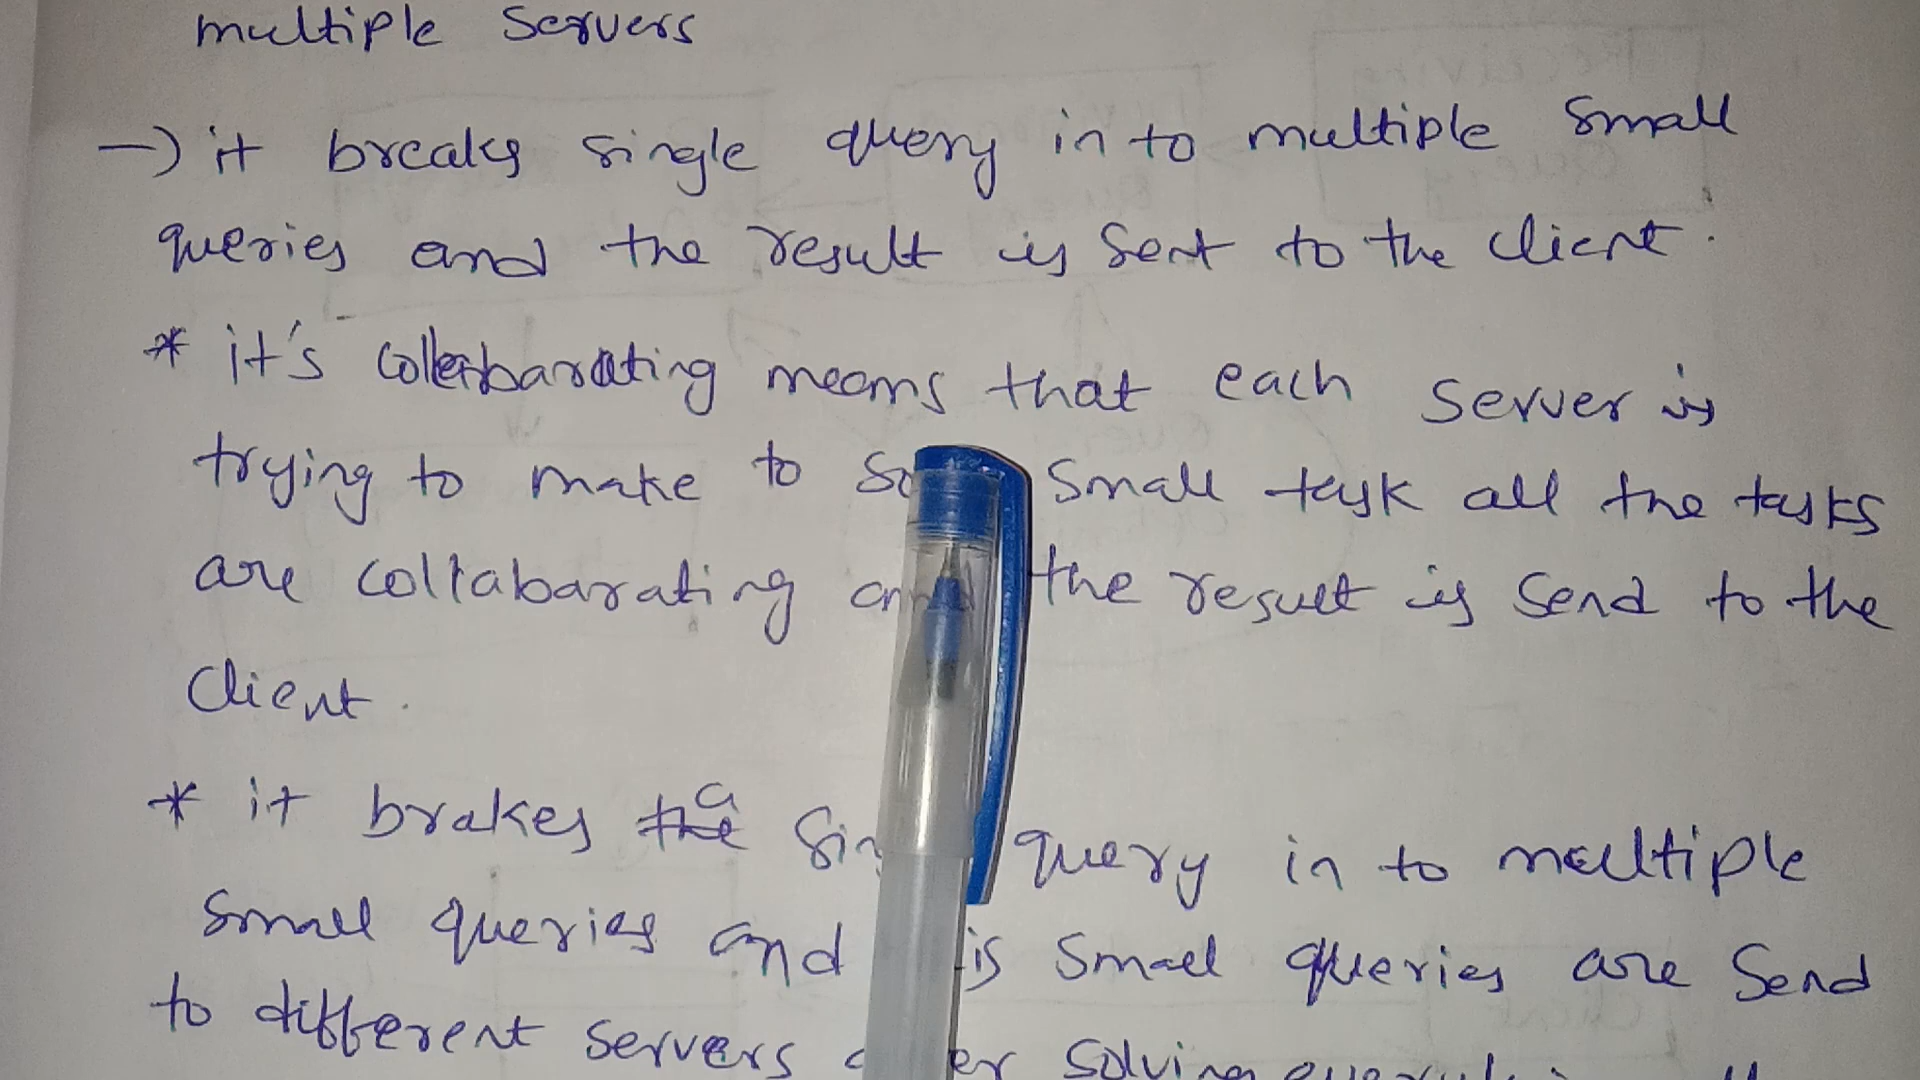 multiple Servers
→ it breaks single query in to multiple Small
queries and the result is Sent to the client.
* it's collabarating means that each server is
trying to make to Small task all the tasks
are collabarating the result is Send to the
Client.
* it brakes a query in to multiple
Small queries and Small queries are Send
to different servers solving